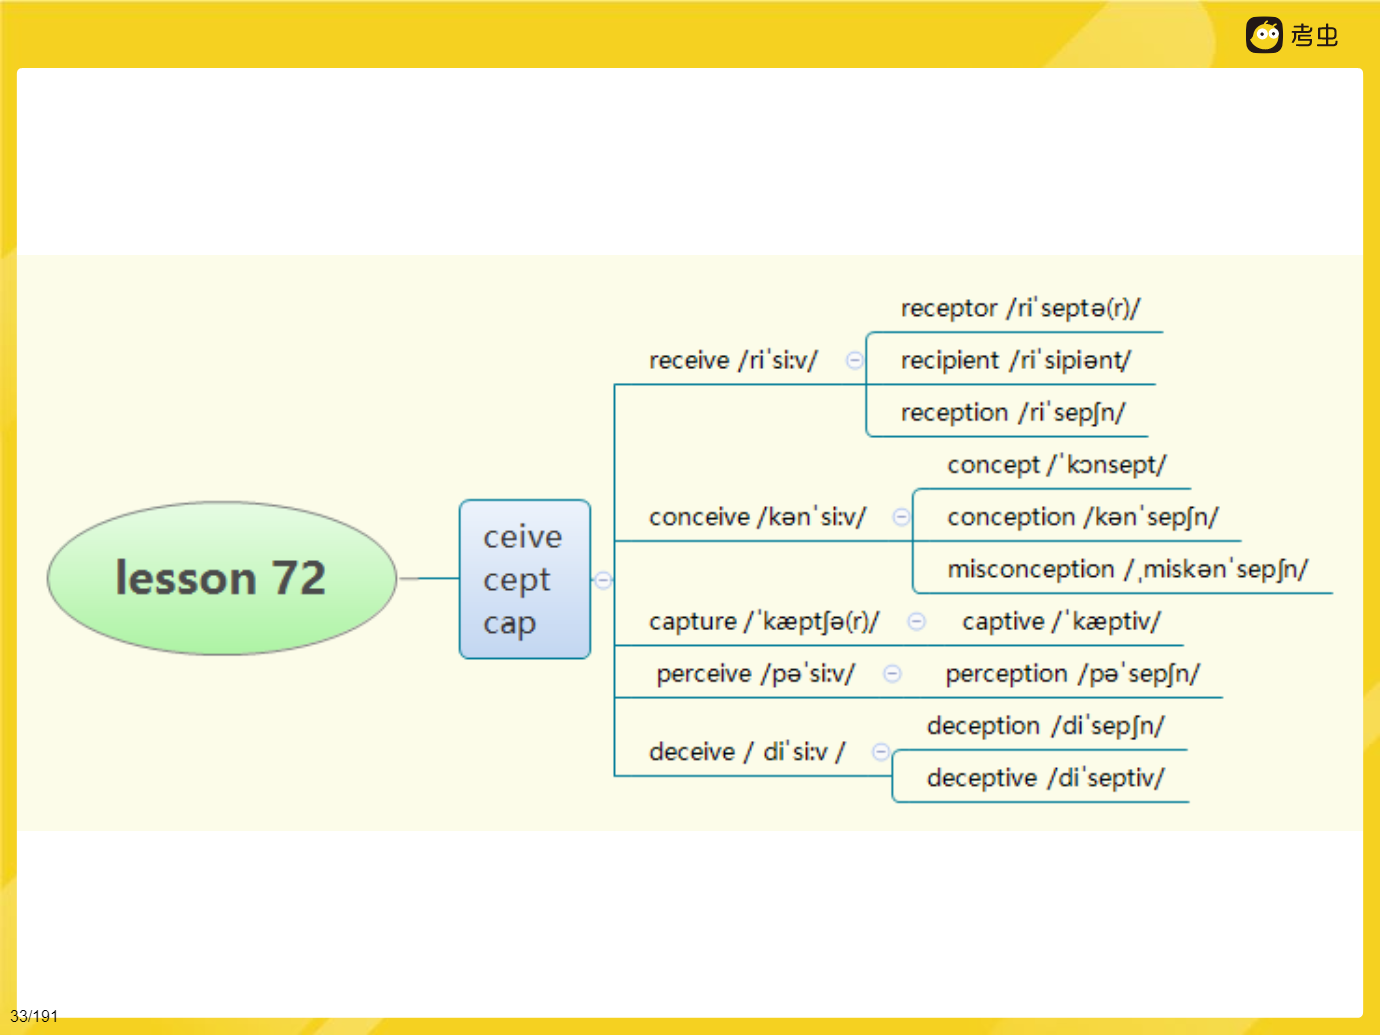 考虫
receptor /riˈseptə(r)/
receive /riˈsiːv/
recipient /riˈsipiənt/
reception /riˈsepʃn/
concept /ˈkɔnsept/
conceive /kənˈsiːv/
conception /kənˈsepʃn/
misconception /ˌmiskənˈsepʃn/
lesson 72
ceive
cept
cap
capture /ˈkæptʃə(r)/
captive /ˈkæptiv/
perceive /pəˈsiːv/
perception /pəˈsepʃn/
deception /diˈsepʃn/
deceive / diˈsiːv /
deceptive /diˈseptiv/
33/191